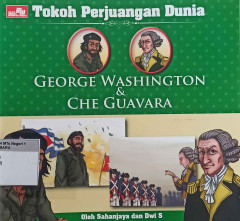 Tokoh Perjuangan Dunia
GEORGE WASHINGTON
&
CHE GUAVARA
Oleh Sahanjaya dan Dwi S